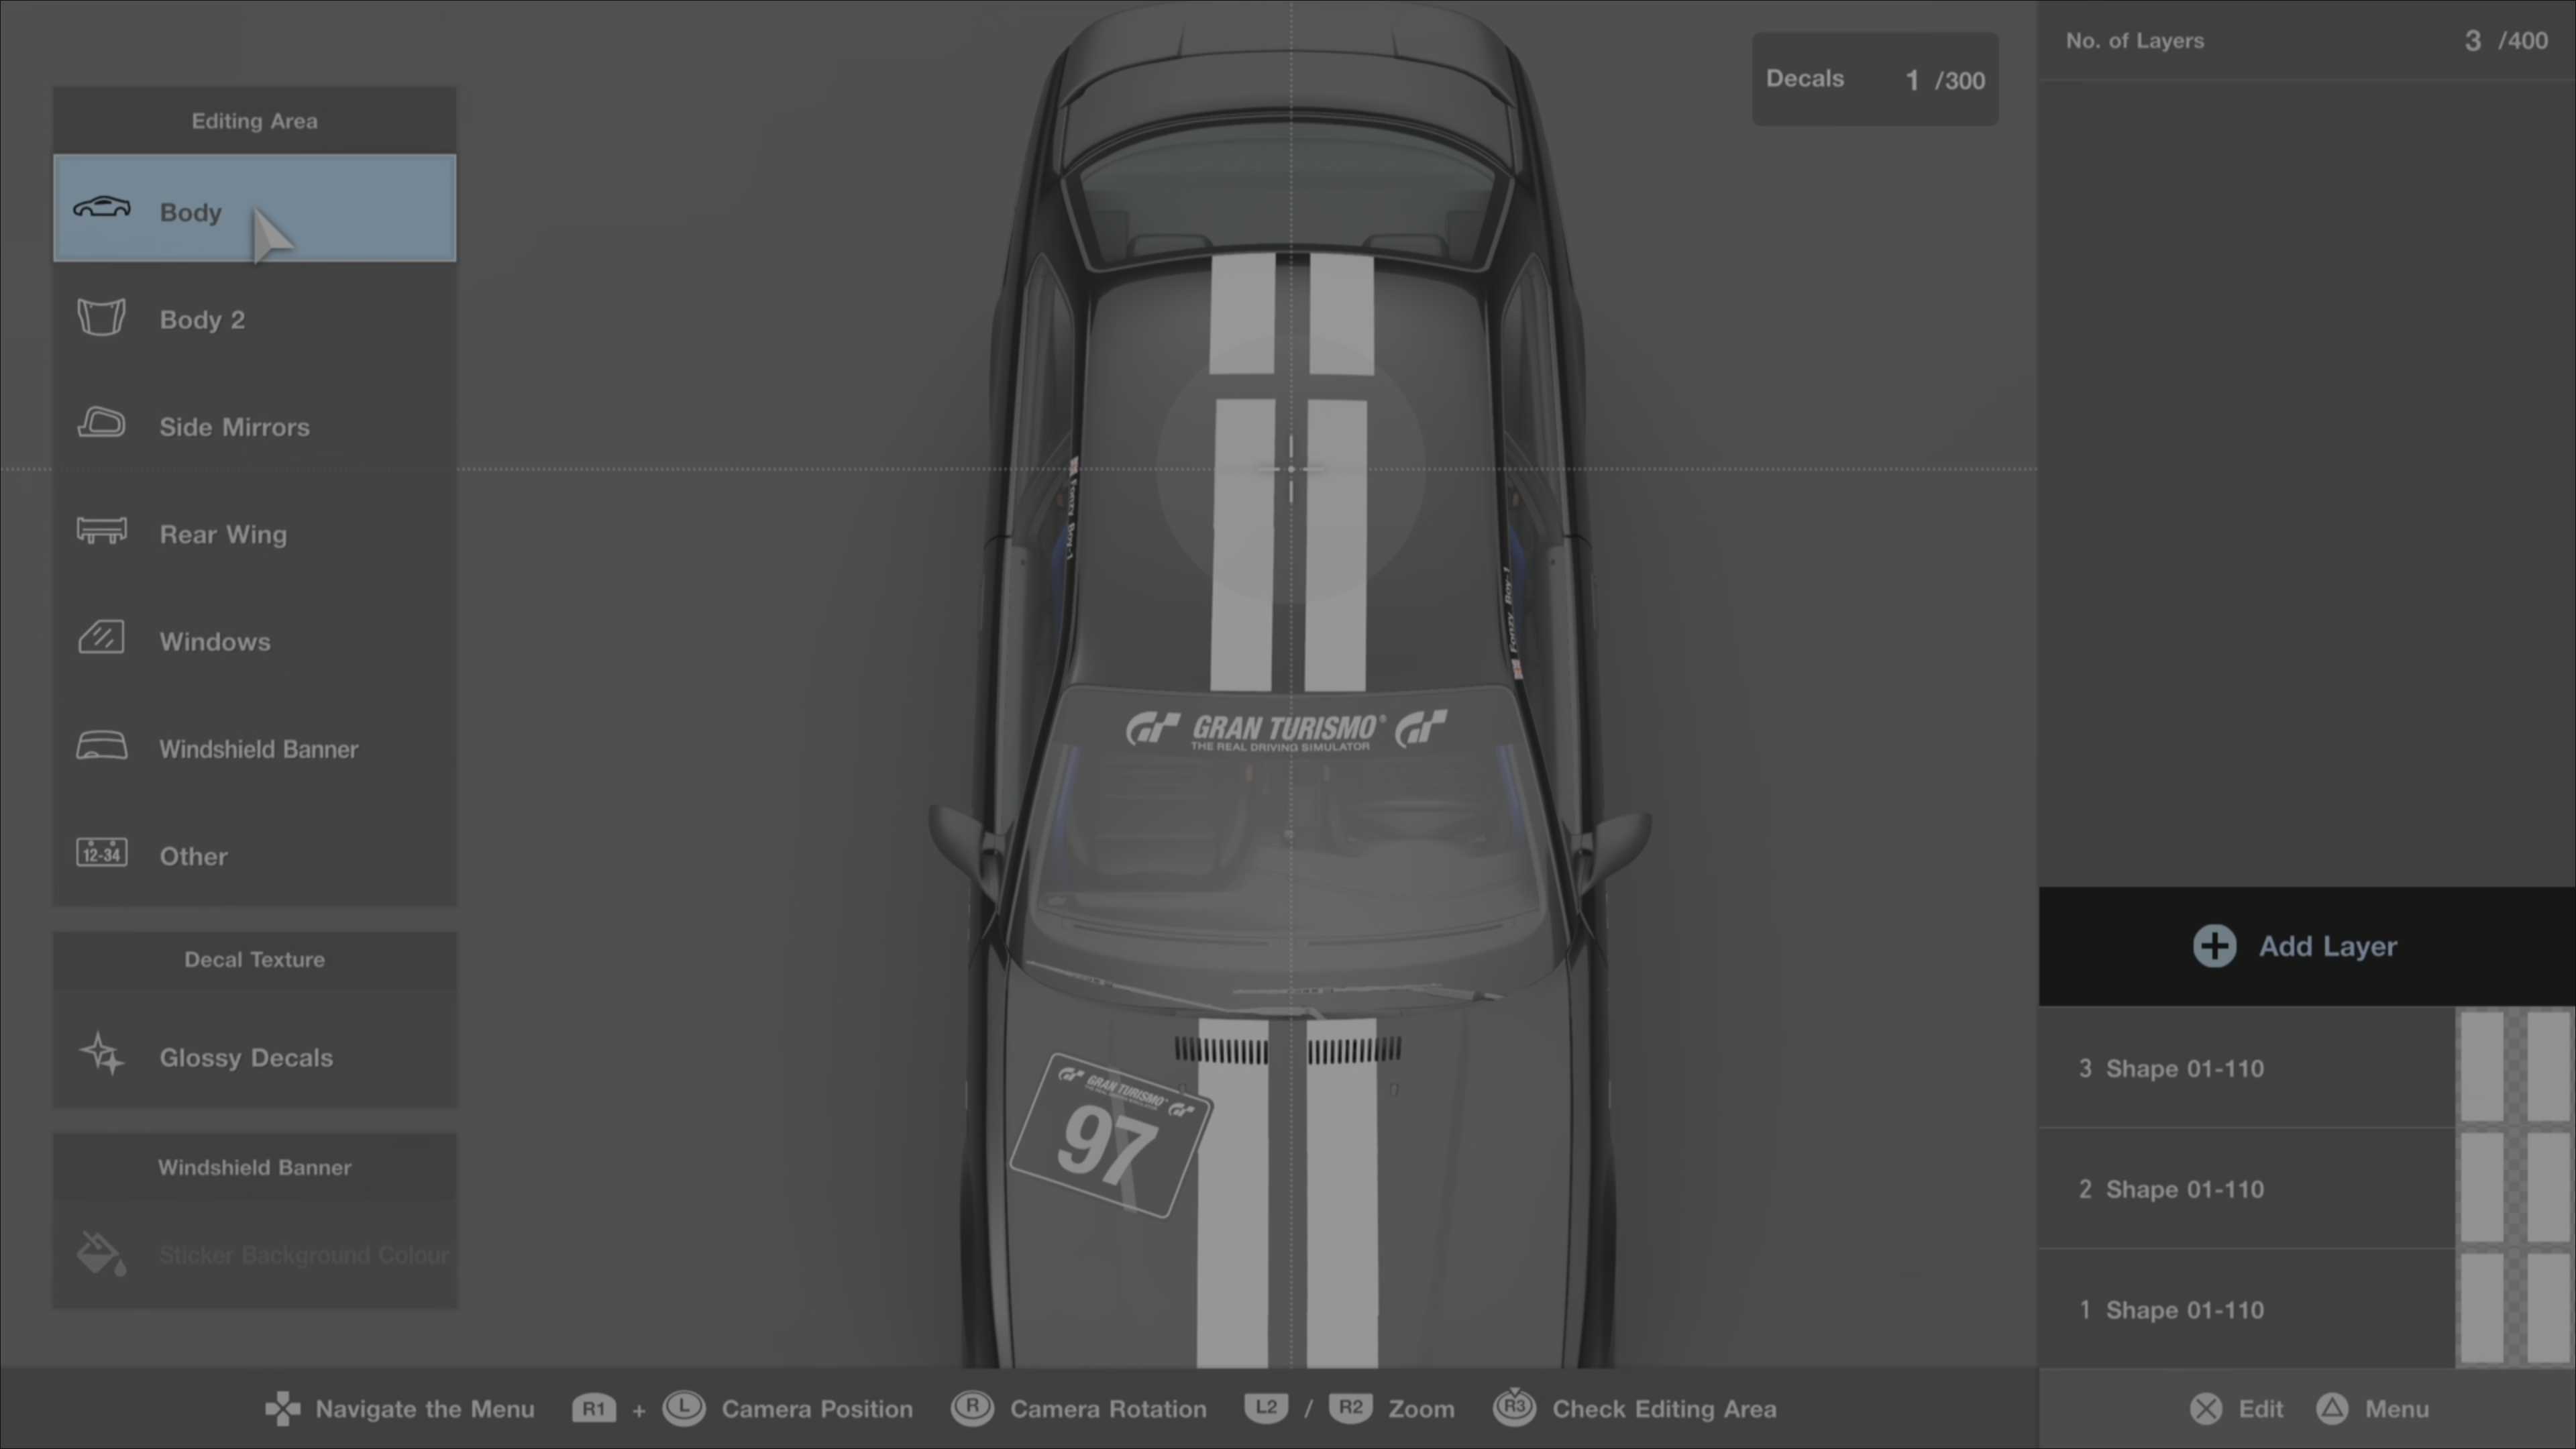 Editing Area
Body
Body 2
Side Mirrors
Rear Wing
Windows
Windshield Banner
12-34 Other
Decal Texture
Glossy Decals
Windshield Banner
Sticker Background Colour
Decals 1 /300
GRAN TURISMO®
THE REAL DRIVING SIMULATOR
GRAN TURISMO
97
No. of Layers 3 /400
Add Layer
3 Shape 01-110
2 Shape 01-110
1 Shape 01-110
Navigate the Menu R1 + L Camera Position R Camera Rotation L2 / R2 Zoom R3 Check Editing Area
Edit Menu